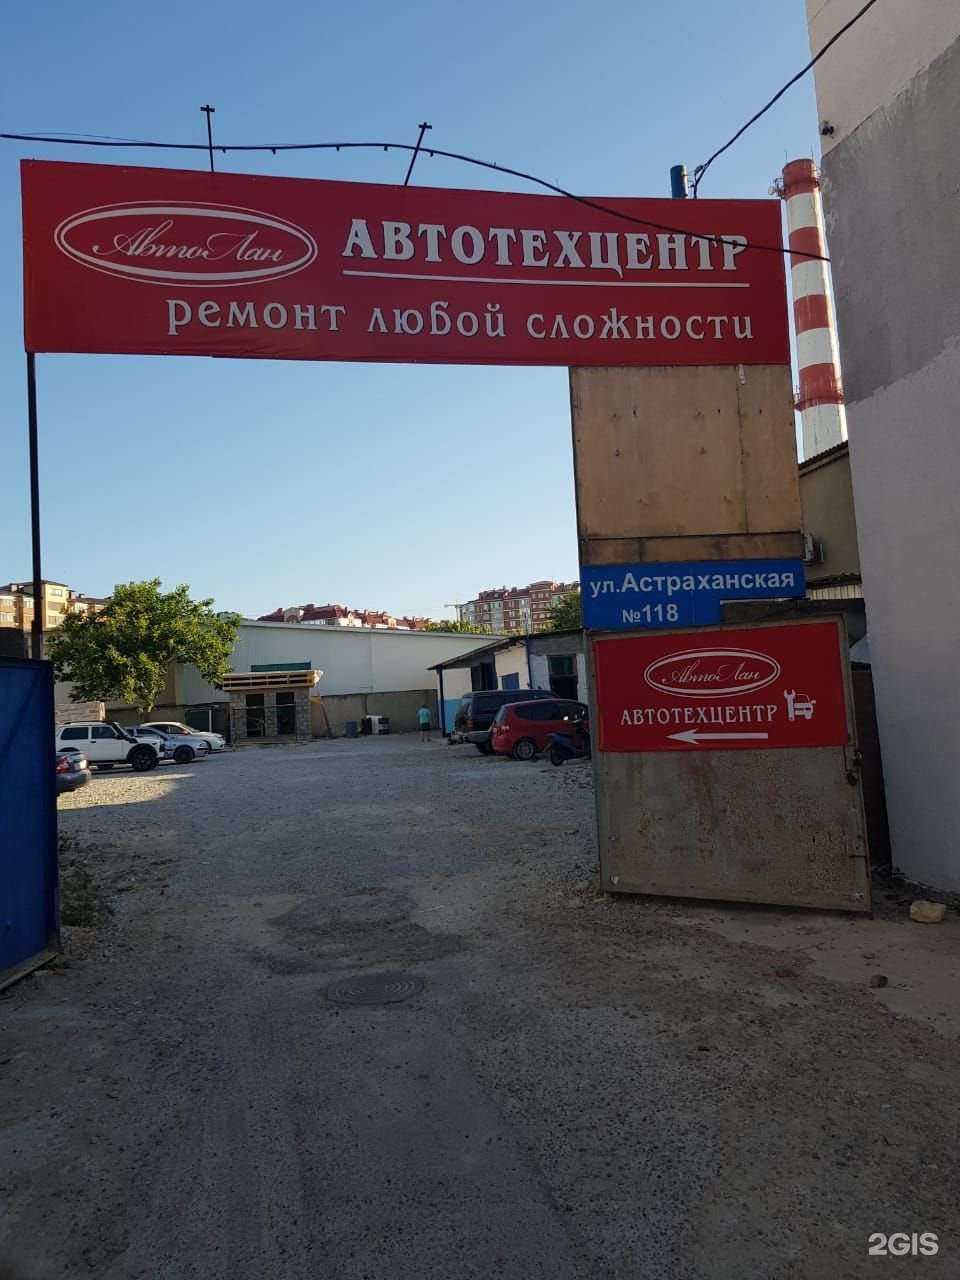 АвтоЛан
АВТОТЕХЦЕНТР
ремонт любой сложности
ул.Астраханская
№118
АвтоЛан
АВТОТЕХЦЕНТР
2GIS